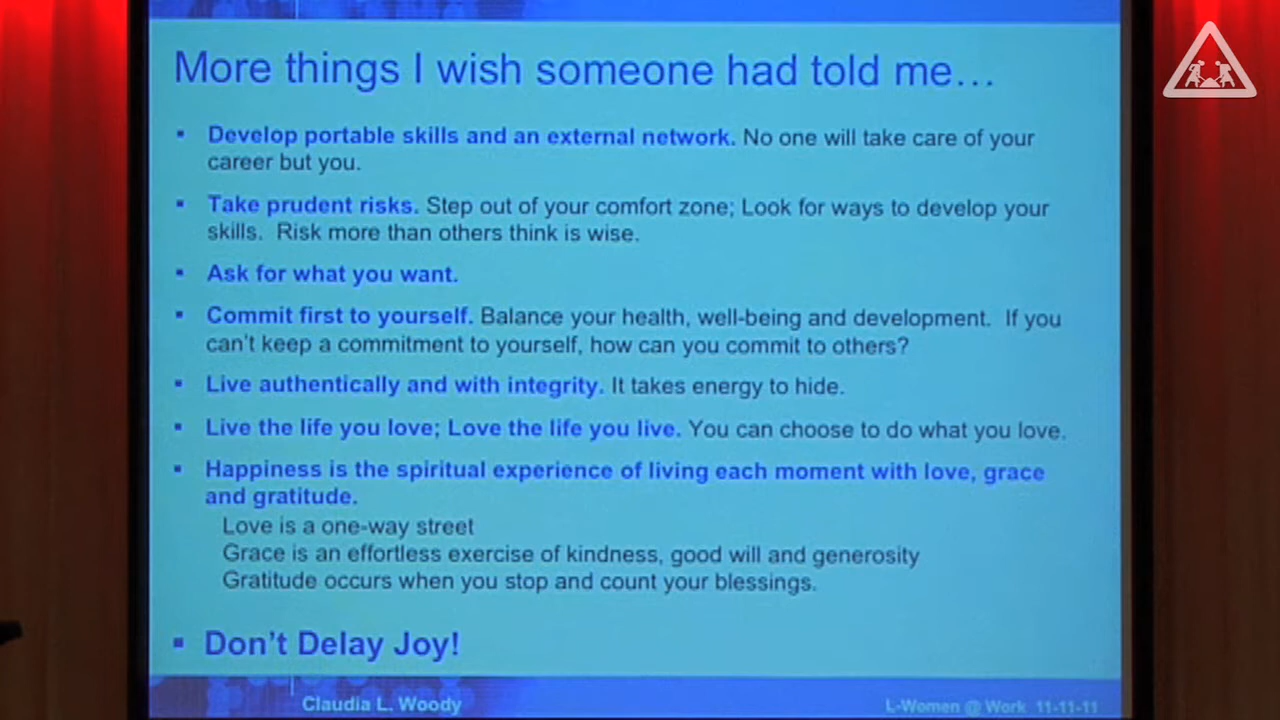 More things I wish someone had told me…
▪ Develop portable skills and an external network. No one will take care of your
career but you.
▪ Take prudent risks. Step out of your comfort zone; Look for ways to develop your
skills. Risk more than others think is wise.
▪ Ask for what you want.
▪ Commit first to yourself. Balance your health, well-being and development. If you
can't keep a commitment to yourself, how can you commit to others?
▪ Live authentically and with integrity. It takes energy to hide.
▪ Live the life you love; Love the life you live. You can choose to do what you love.
▪ Happiness is the spiritual experience of living each moment with love, grace
and gratitude.
Love is a one-way street
Grace is an effortless exercise of kindness, good will and generosity
Gratitude occurs when you stop and count your blessings.
▪ Don't Delay Joy!
Claudia L. Woody
L-Women @ Work 11-11-11